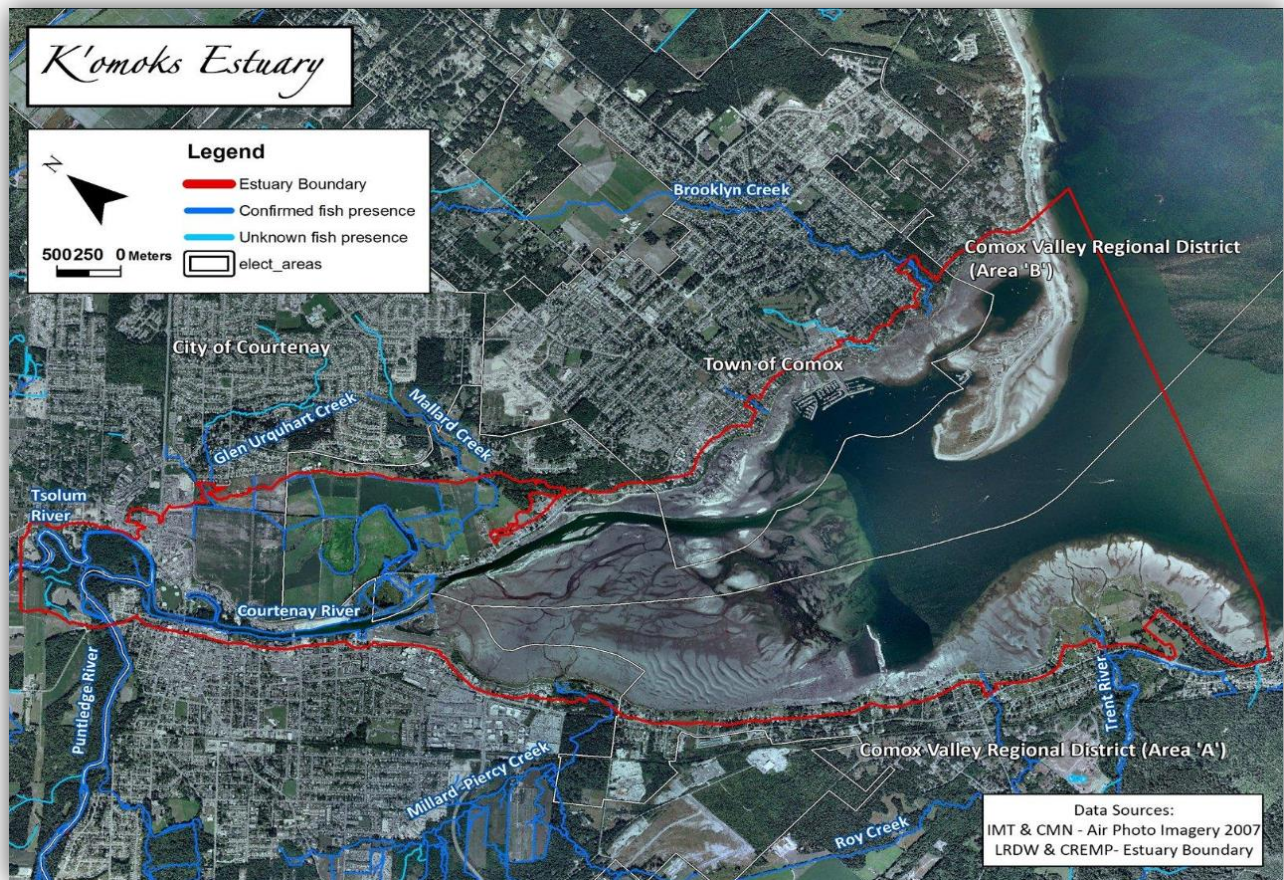 K'omoks Estuary
Legend
N
Estuary Boundary
Confirmed fish presence
Unknown fish presence
elect_areas
500 250 0 Meters
Brooklyn Creek
Comox Valley Regional District
(Area 'B')
City of Courtenay
Town of Comox
Mallard Creek
Glen Urquhart Creek
Tsolum
River
Courtenay River
Puntledge River
Trent River
Comox Valley Regional District (Area 'A')
Millard -Piercy Creek
Roy Creek
Data Sources:
IMT & CMN - Air Photo Imagery 2007
LRDW & CREMP- Estuary Boundary